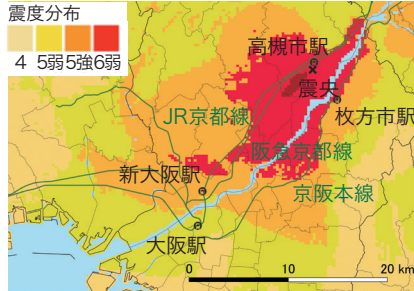 震度分布
4 5弱 5強 6弱
高槻市駅
震央
枚方市駅
JR京都線
阪急京都線
京阪本線
新大阪駅
大阪駅
0 10 20 km